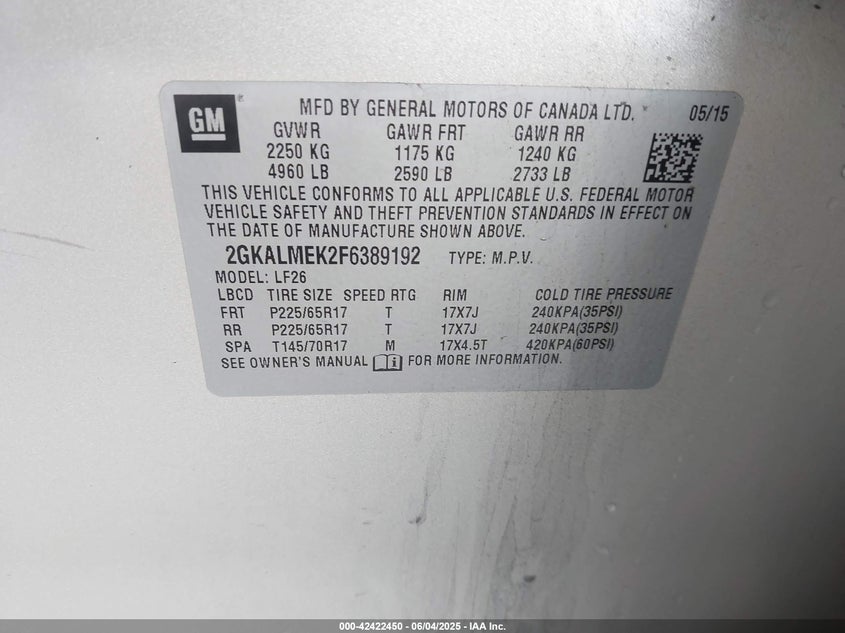 GM
MFD BY GENERAL MOTORS OF CANADA LTD. 05/15
GVWR GAWR FRT GAWR RR
2250 KG 1175 KG 1240 KG
4960 LB 2590 LB 2733 LB
THIS VEHICLE CONFORMS TO ALL APPLICABLE U.S. FEDERAL MOTOR
VEHICLE SAFETY AND THEFT PREVENTION STANDARDS IN EFFECT ON
THE DATE OF MANUFACTURE SHOWN ABOVE.
2GKALMEK2F6389192 TYPE: M.P.V.
MODEL: LF26
LBCD TIRE SIZE SPEED RTG RIM COLD TIRE PRESSURE
FRT P225/65R17 T 17X7J 240KPA(35PSI)
RR P225/65R17 T 17X7J 240KPA(35PSI)
SPA T145/70R17 M 17X4.5T 420KPA(60PSI)
SEE OWNER'S MANUAL FOR MORE INFORMATION.
000-42422450 - 06/04/2025 - IAA Inc.